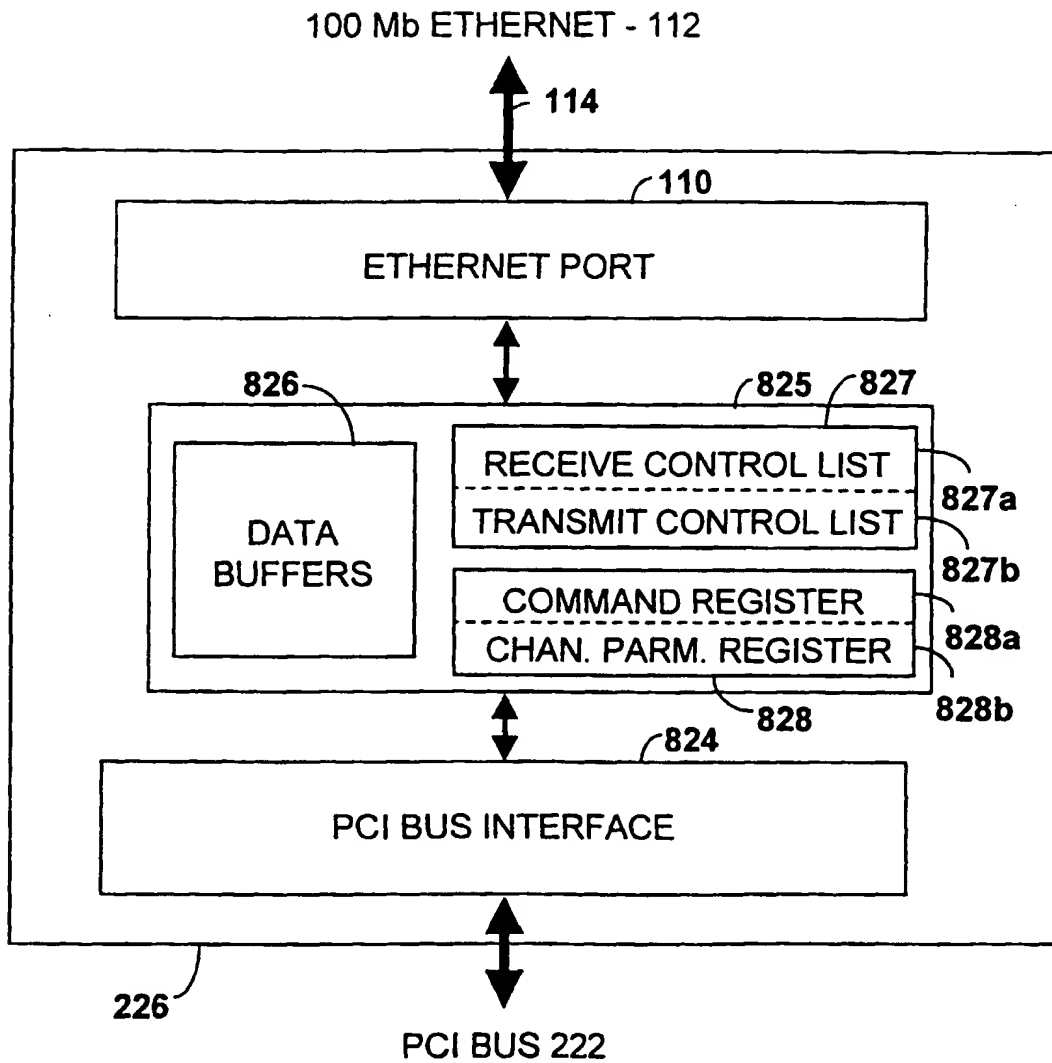 100 Mb ETHERNET - 112
114
110
ETHERNET PORT
826
825
827
DATA
BUFFERS
RECEIVE CONTROL LIST
827a
TRANSMIT CONTROL LIST
827b
COMMAND REGISTER
828a
CHAN. PARM. REGISTER
828b
828
824
PCI BUS INTERFACE
226
PCI BUS 222